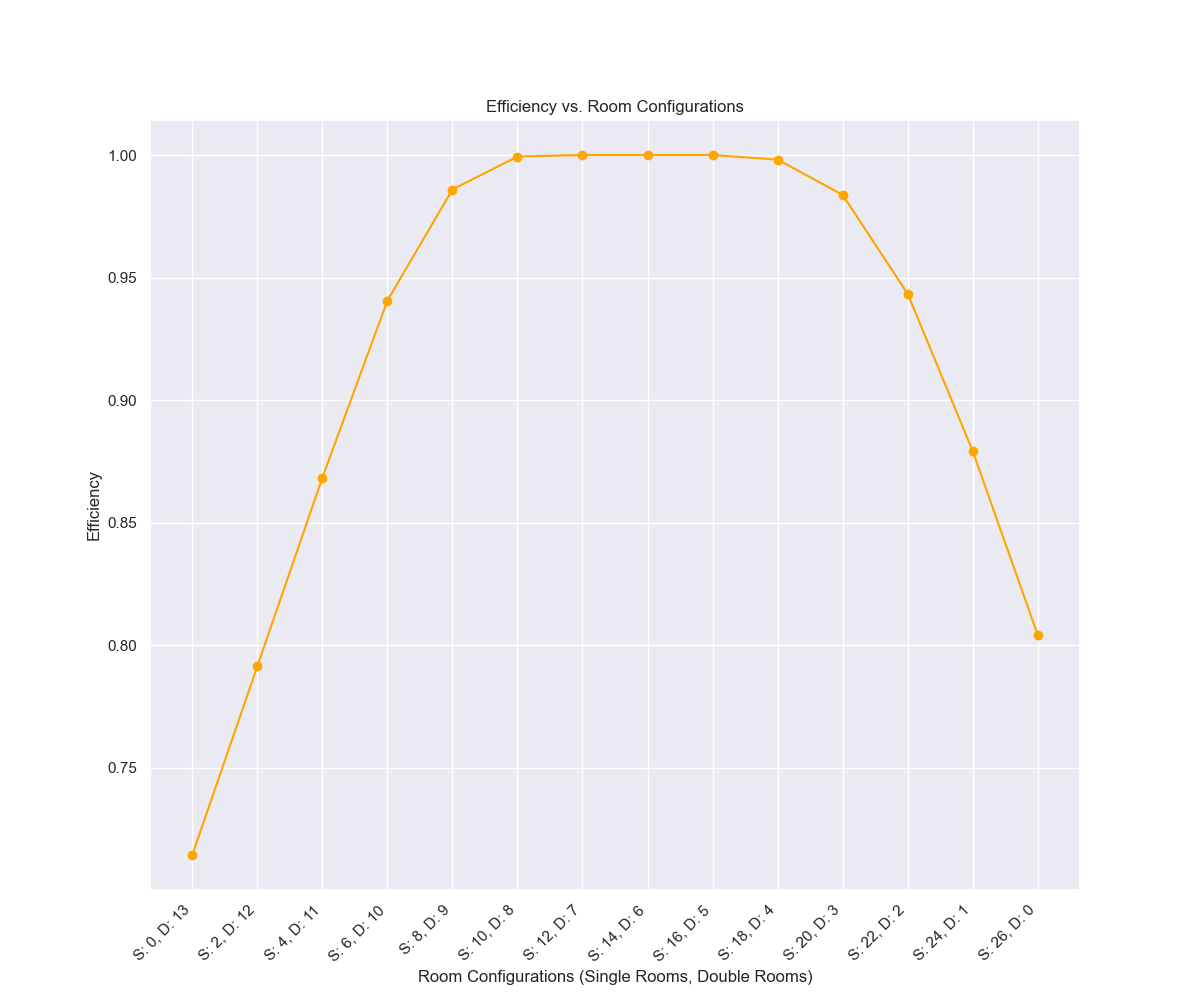 Efficiency vs. Room Configurations
Efficiency
1.00
0.95
0.90
0.85
0.80
0.75
S: 0, D: 13
S: 2, D: 12
S: 4, D: 11
S: 6, D: 10
S: 8, D: 9
S: 10, D: 8
S: 12, D: 7
S: 14, D: 6
S: 16, D: 5
S: 18, D: 4
S: 20, D: 3
S: 22, D: 2
S: 24, D: 1
S: 26, D: 0
Room Configurations (Single Rooms, Double Rooms)